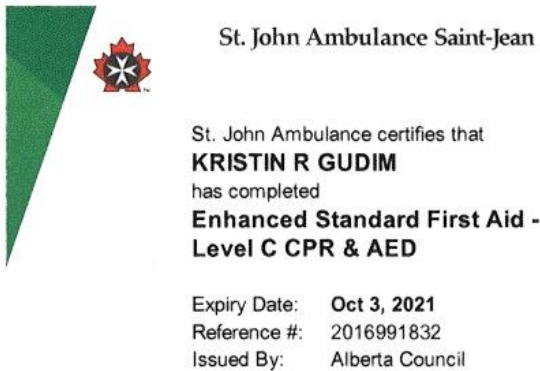 St. John Ambulance Saint-Jean
St. John Ambulance certifies that
KRISTIN R GUDIM
has completed
Enhanced Standard First Aid -
Level C CPR & AED
Expiry Date: Oct 3, 2021
Reference #: 2016991832
Issued By: Alberta Council